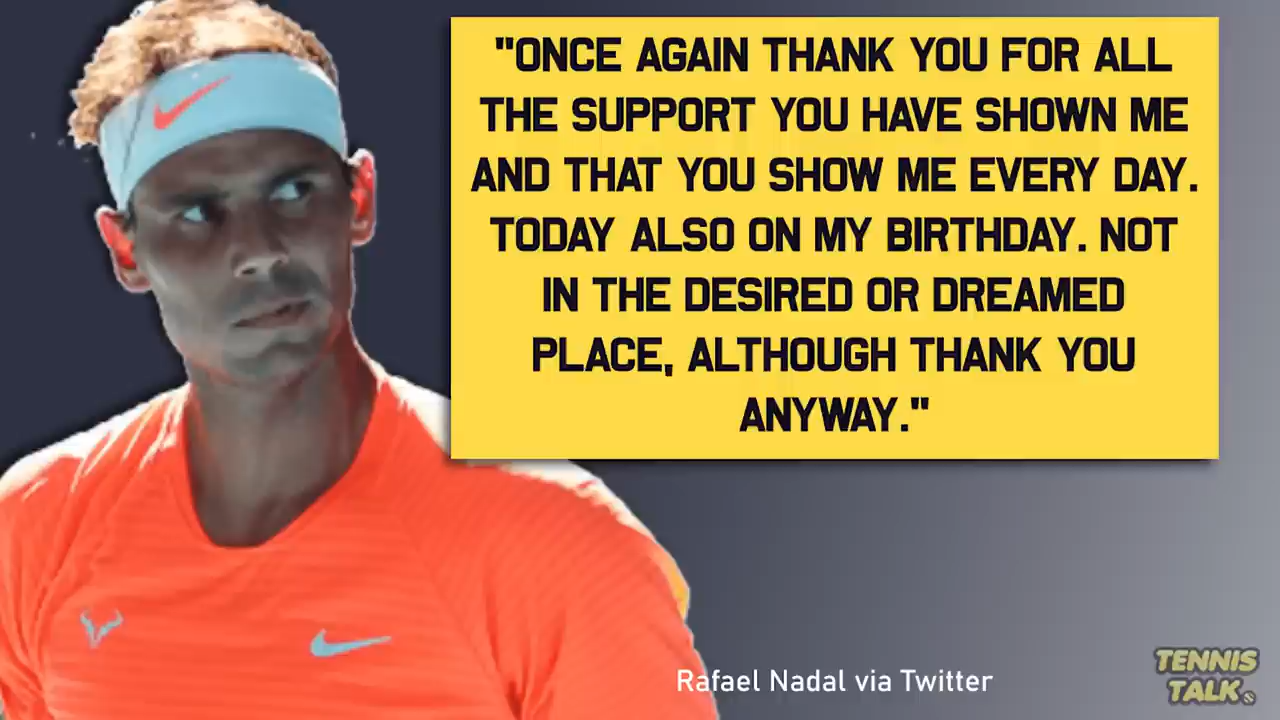 "ONCE AGAIN THANK YOU FOR ALL
THE SUPPORT YOU HAVE SHOWN ME
AND THAT YOU SHOW ME EVERY DAY.
TODAY ALSO ON MY BIRTHDAY. NOT
IN THE DESIRED OR DREAMED
PLACE, ALTHOUGH THANK YOU
ANYWAY."
Rafael Nadal via Twitter
TENNIS
TALK